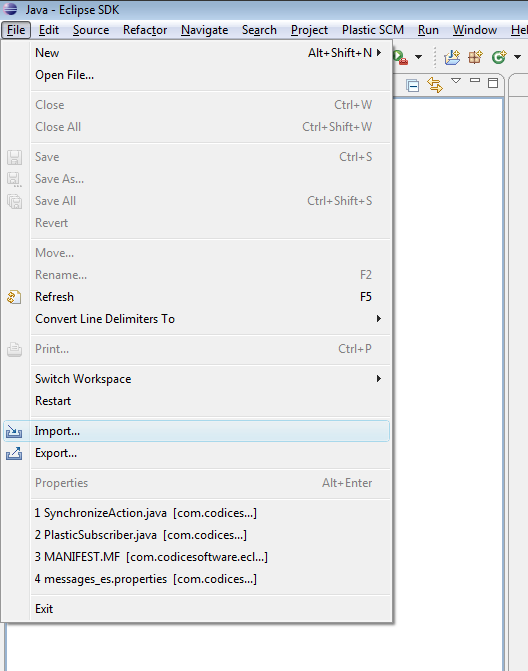 Java - Eclipse SDK
File Edit Source Refactor Navigate Search Project Plastic SCM Run Window Hel
New Alt+Shift+N
Open File...
Close Ctrl+W
Close All Ctrl+Shift+W
Save Ctrl+S
Save As...
Save All Ctrl+Shift+S
Revert
Move...
Rename... F2
Refresh F5
Convert Line Delimiters To
Print... Ctrl+P
Switch Workspace
Restart
Import...
Export...
Properties Alt+Enter
1 SynchronizeAction.java [com.codices...]
2 PlasticSubscriber.java [com.codices...]
3 MANIFEST.MF [com.codicesoftware.ecl...]
4 messages_es.properties [com.codices...]
Exit